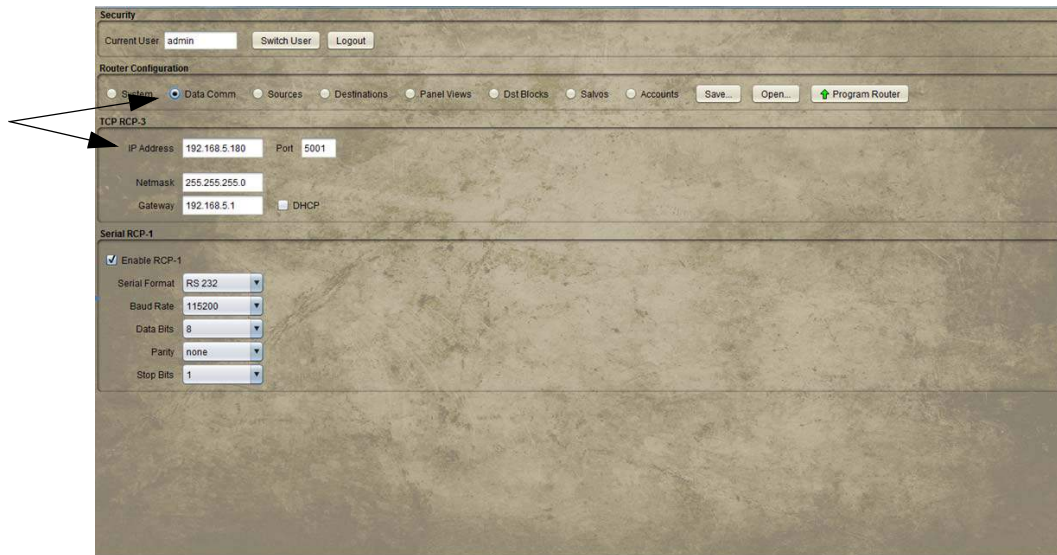 Security
Current User admin Switch User Logout
Router Configuration
System Data Comm Sources Destinations Panel Views Dst Blocks Salvos Accounts Save... Open... Program Router
TCP RCP-3
IP Address 192.168.5.180 Port 5001
Netmask 255.255.255.0
Gateway 192.168.5.1 DHCP
Serial RCP-1
Enable RCP-1
Serial Format RS 232
Baud Rate 115200
Data Bits 8
Parity none
Stop Bits 1